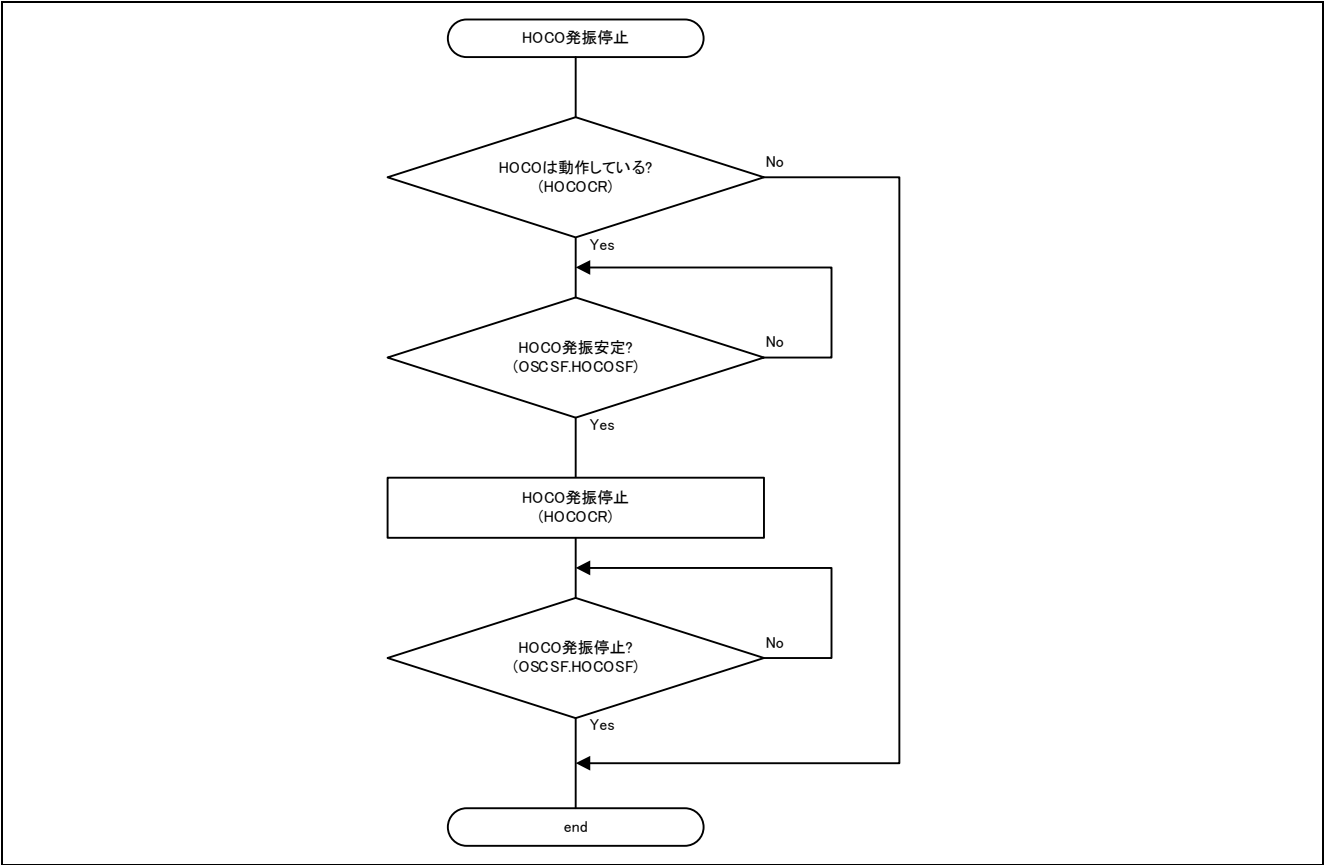 HOCO発振停止
HOCOは動作している?
(HOCOCR)
No
Yes
HOCO発振安定?
(OSCSF.HOCOSF)
No
Yes
HOCO発振停止
(HOCOCR)
HOCO発振停止?
(OSCSF.HOCOSF)
No
Yes
end